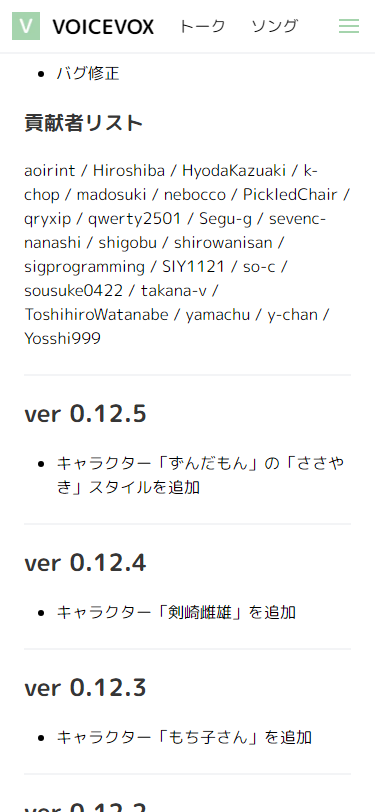 V VOICEVOX トーク ソング
バグ修正
貢献者リスト
aoirint / Hiroshiba / HyodaKazuaki / k-
chop / madosuki / nebocco / PickledChair /
qryxip / qwerty2501 / Segu-g / sevenc-
nanashi / shigobu / shirowanisan /
sigprogramming / SIY1121 / so-c /
sousuke0422 / takana-v /
ToshihiroWatanabe / yamachu / y-chan /
Yosshi999
ver 0.12.5
キャラクター「ずんだもん」の「ささや
き」スタイルを追加
ver 0.12.4
キャラクター「剣崎雌雄」を追加
ver 0.12.3
キャラクター「もち子さん」を追加
ver 0.12.2